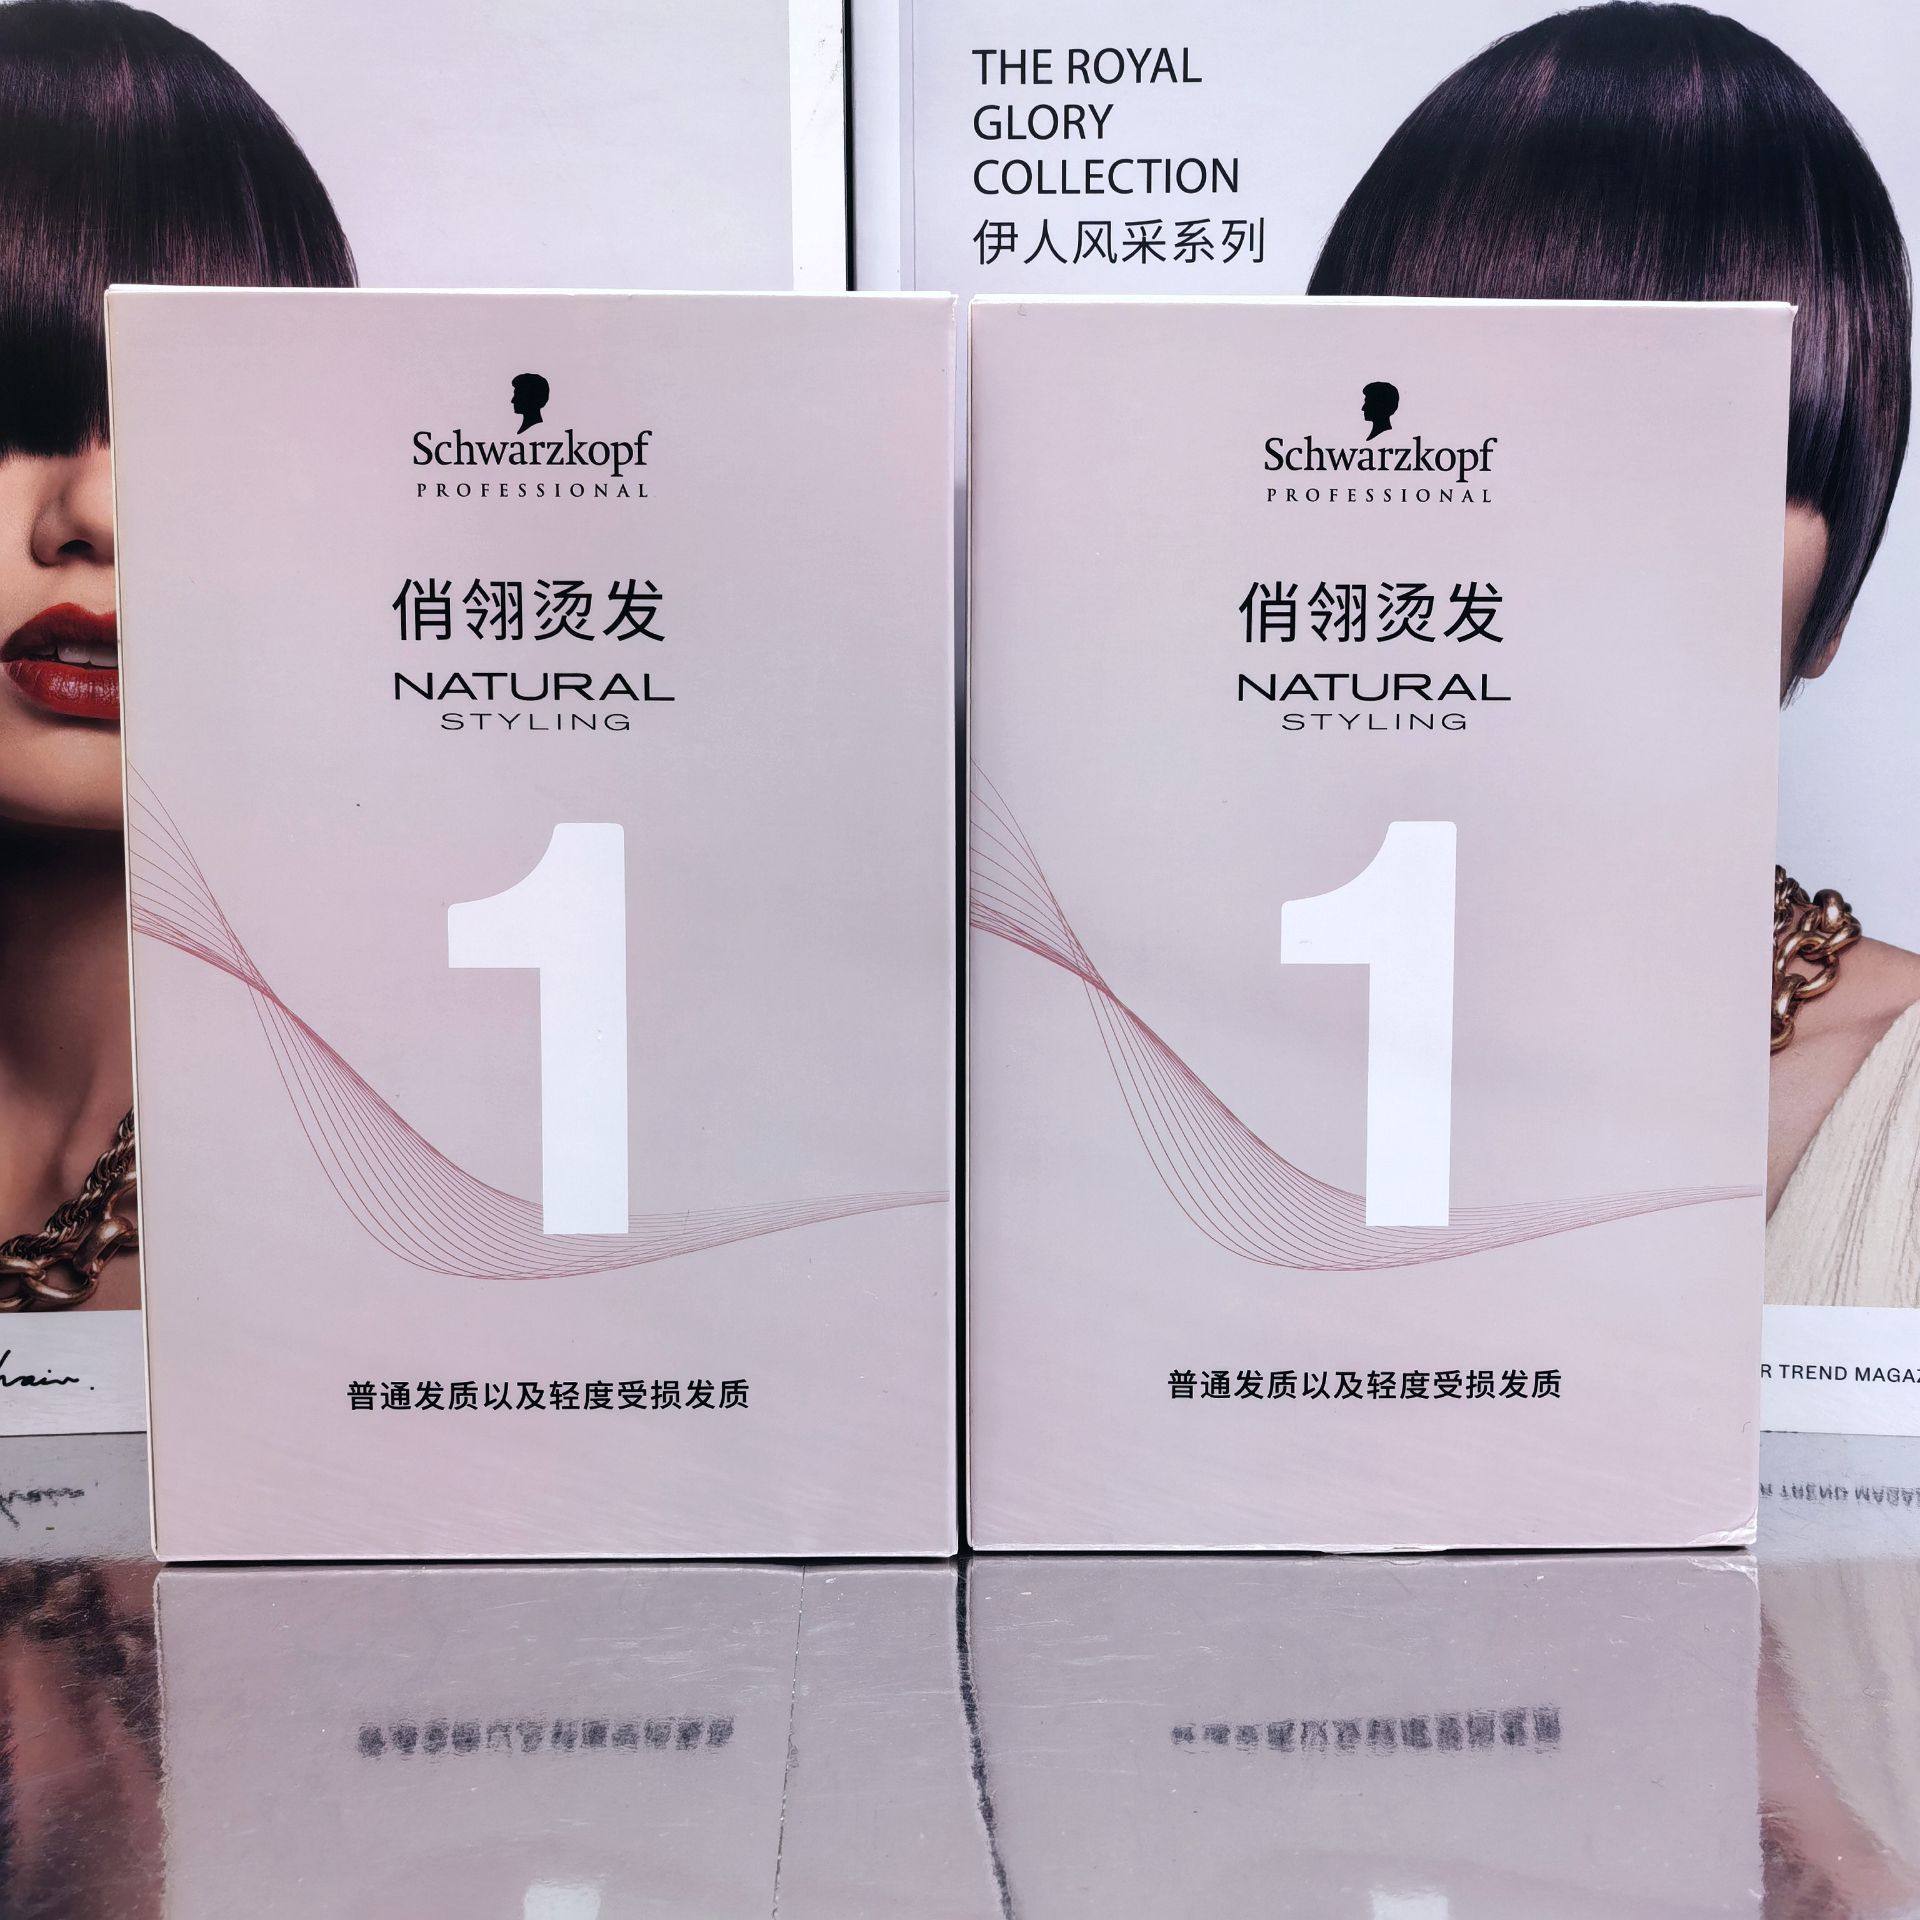 THE ROYAL
GLORY
COLLECTION
伊人风采系列
Schwarzkopf
PROFESSIONAL
俏翎烫发
NATURAL
STYLING
1
普通发质以及轻度受损发质
Schwarzkopf
PROFESSIONAL
俏翎烫发
NATURAL
STYLING
1
普通发质以及轻度受损发质
R TREND MAGAZ